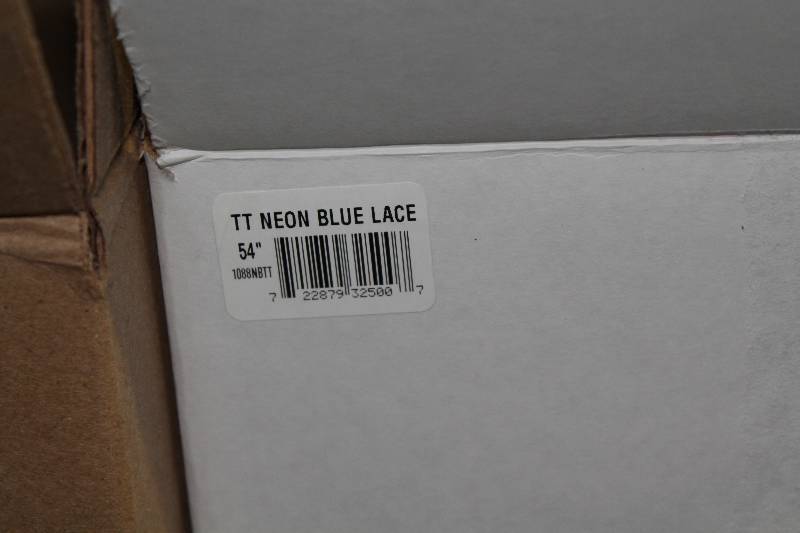 TT NEON BLUE LACE
54"
1088NBTT
7 22879 32500 7